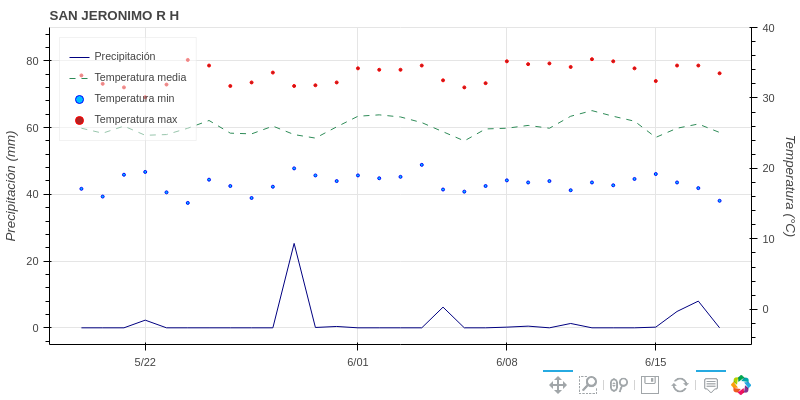 SAN JERONIMO R H
Precipitación
Temperatura media
Temperatura min
Temperatura max
Precipitación (mm)
80
60
40
20
0
Temperatura (°C)
40
30
20
10
0
5/22
6/01
6/08
6/15